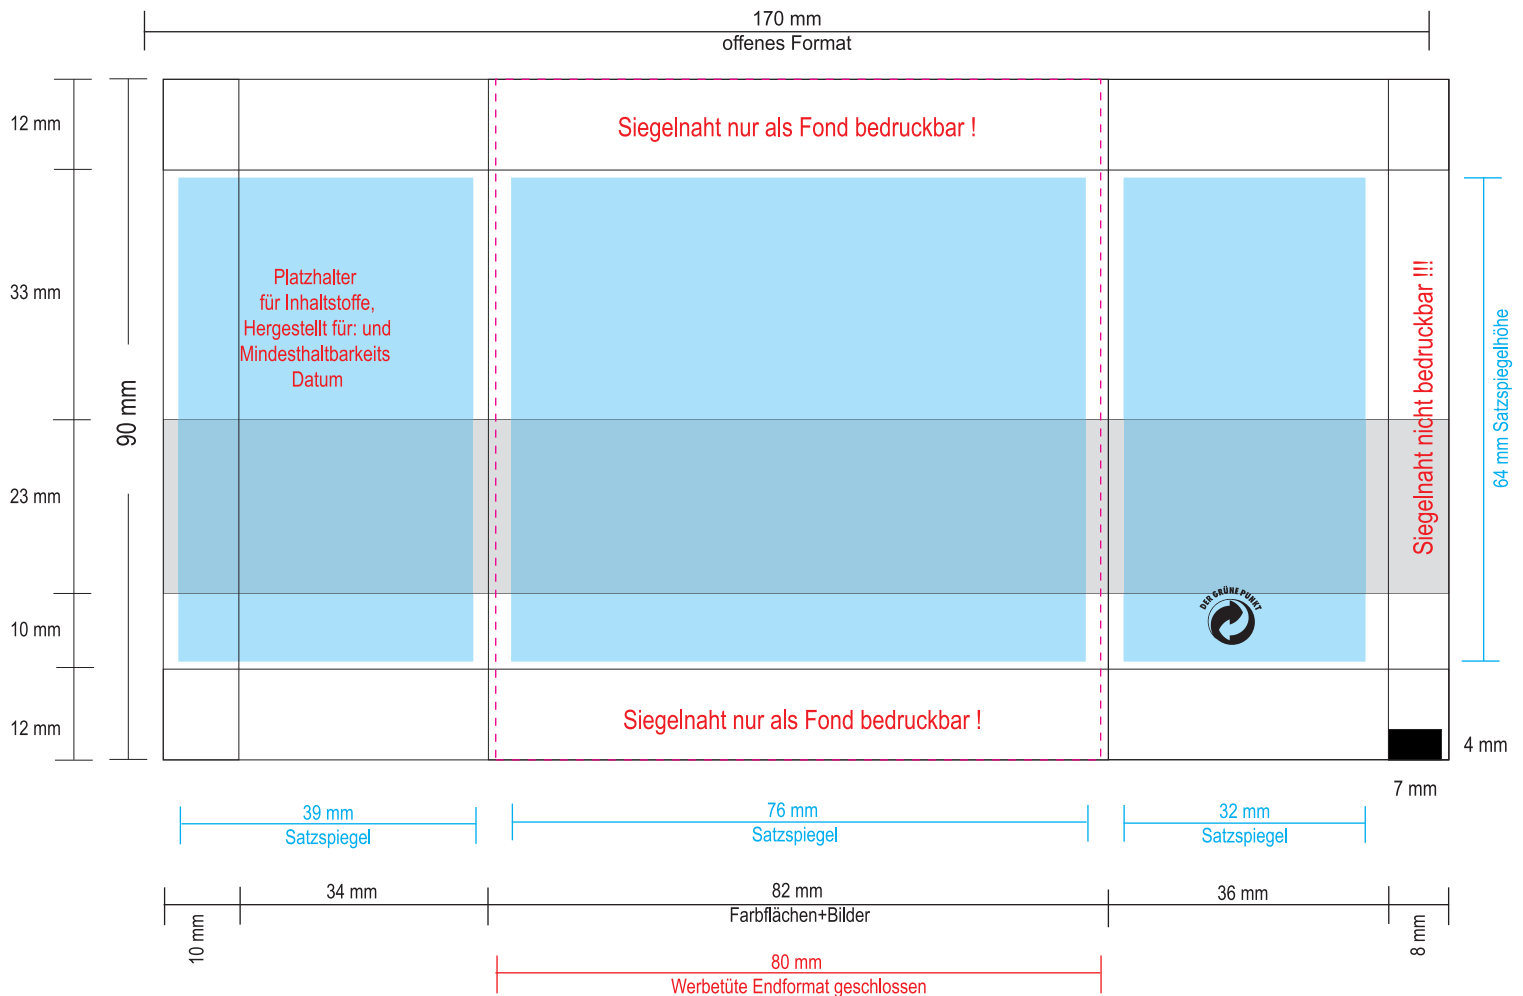 170 mm
offenes Format
12 mm
Siegelnaht nur als Fond bedruckbar !
33 mm
90 mm
Platzhalter
für Inhaltstoffe,
Hergestellt für: und
Mindesthaltbarkeits
Datum
Siegelnaht nicht bedruckbar !!!
64 mm Satzspiegelhöhe
23 mm
10 mm
DER GRÜNE PUNKT
12 mm
Siegelnaht nur als Fond bedruckbar !
4 mm
7 mm
39 mm
Satzspiegel
76 mm
Satzspiegel
32 mm
Satzspiegel
10 mm
34 mm
82 mm
Farbflächen+Bilder
36 mm
8 mm
80 mm
Werbetüte Endformat geschlossen